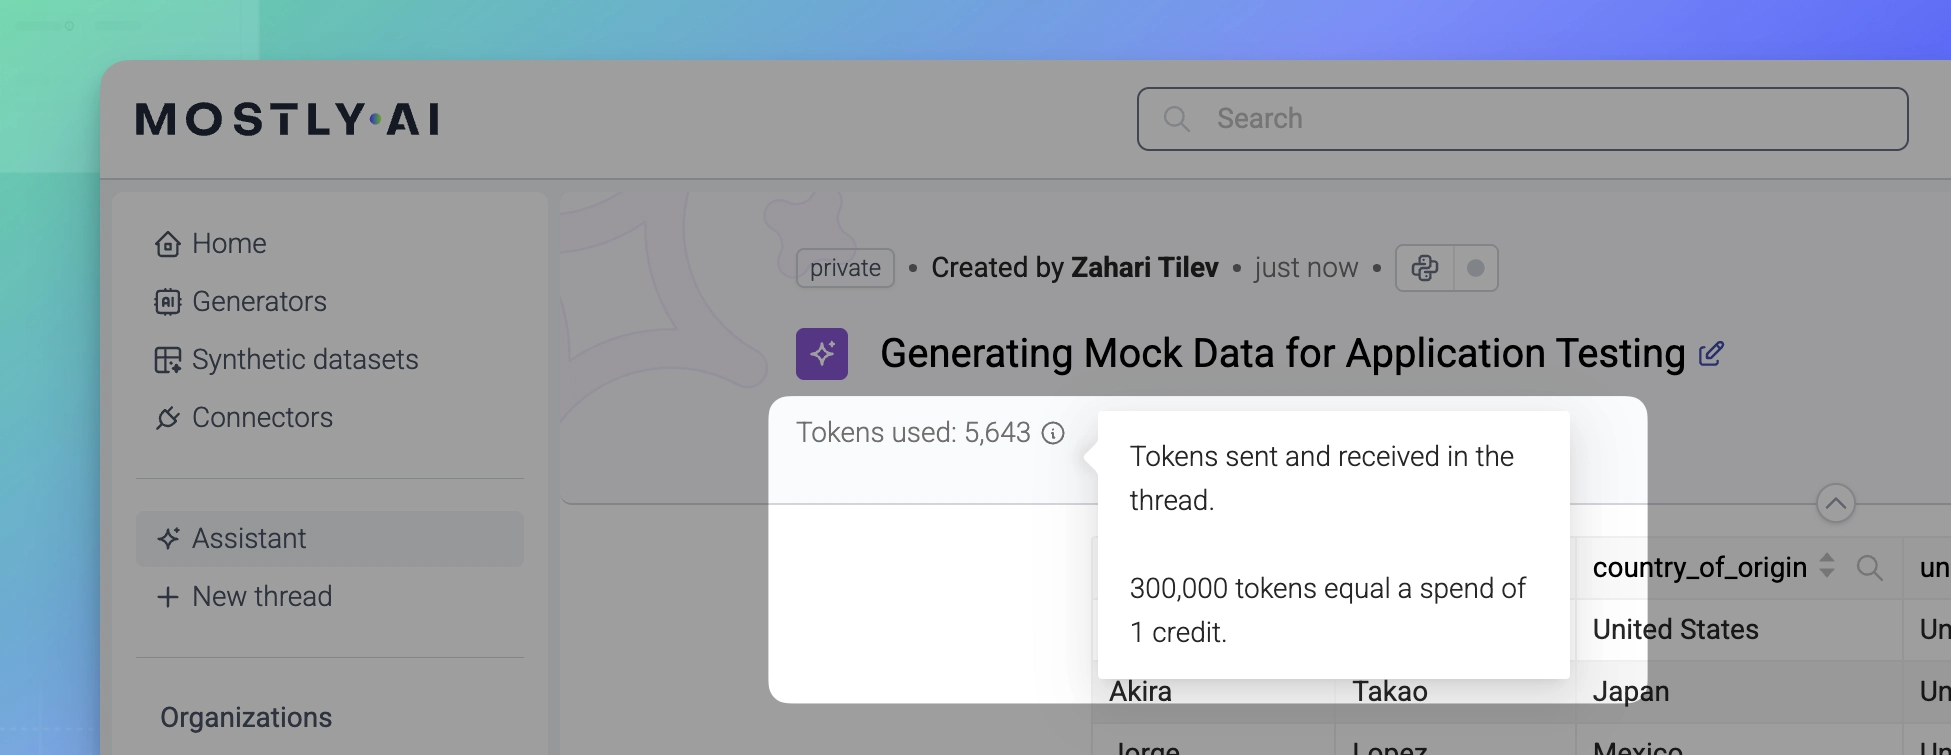 MOSTLY•AI
Search
Home
Generators
Synthetic datasets
Connectors
Assistant
New thread
Organizations
private • Created by Zahari Tilev • just now •
Generating Mock Data for Application Testing
Tokens used: 5,643
Tokens sent and received in the
thread.
300,000 tokens equal a spend of
1 credit.
country_of_origin un
United States Un
Akira Takao Japan Un
Jorge Lopez Mexico